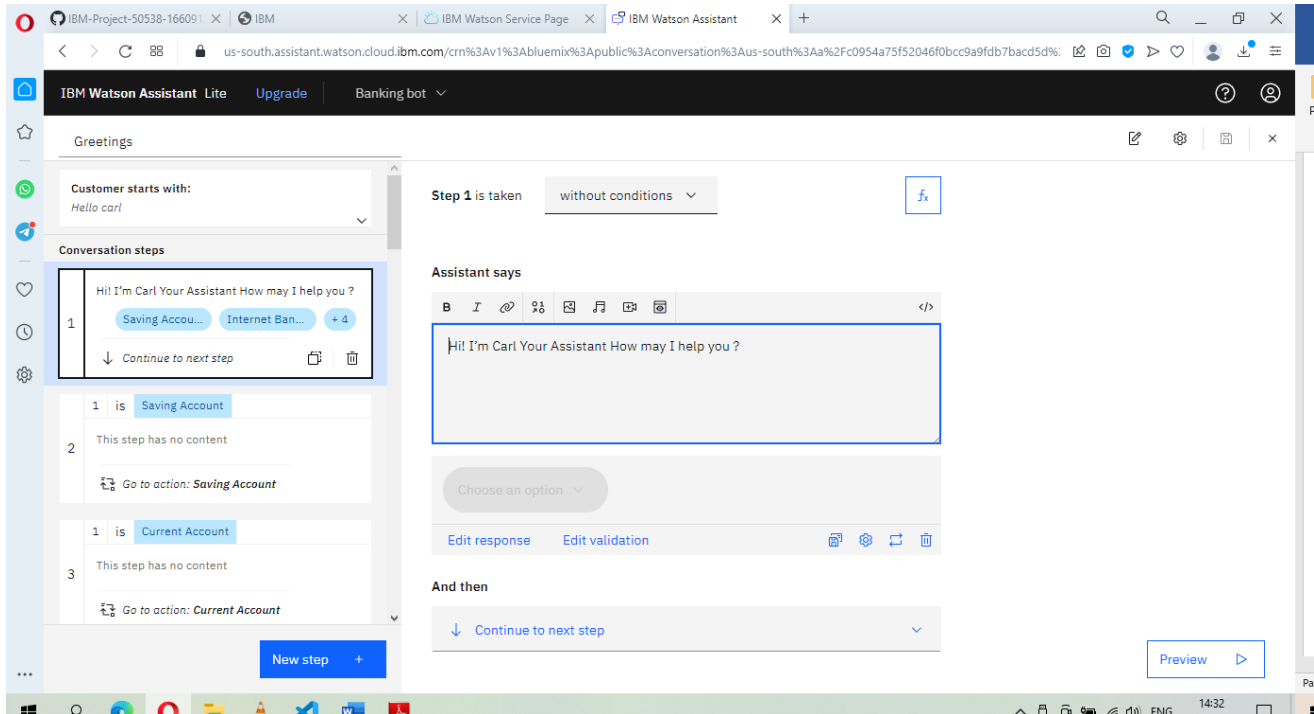 IBM-Project-50538-166091
IBM
IBM Watson Service Page
IBM Watson Assistant
us-south.assistant.watson.cloud.ibm.com/crn%3Av1%3Abluemix%3Apublic%3Aconversation%3Aus-south%3Aa%2Fc0954a75f52046f0bcc9a9fdb7bacd5d%:
IBM Watson Assistant Lite
Upgrade
Banking bot
Greetings
Customer starts with:
Hello carl
Conversation steps
1
Hi! I'm Carl Your Assistant How may I help you ?
Saving Accou...
Internet Ban...
+ 4
Continue to next step
1 is Saving Account
2
This step has no content
Go to action: Saving Account
1 is Current Account
3
This step has no content
Go to action: Current Account
New step +
Step 1 is taken
without conditions
fx
Assistant says
B I
</>
Hi! I'm Carl Your Assistant How may I help you ?
Choose an option
Edit response
Edit validation
And then
Continue to next step
Preview
Pa
ENG
14:32